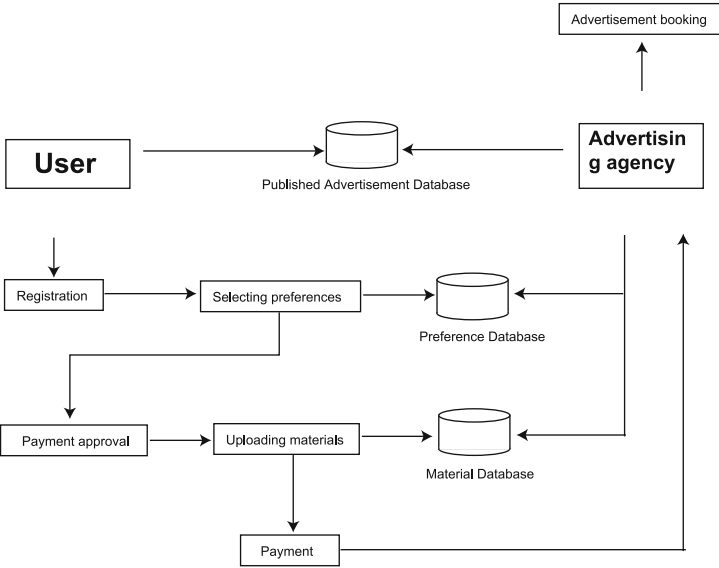 Advertisement booking
User
Advertisin
g agency
Published Advertisement Database
Registration
Selecting preferences
Preference Database
Payment approval
Uploading materials
Material Database
Payment